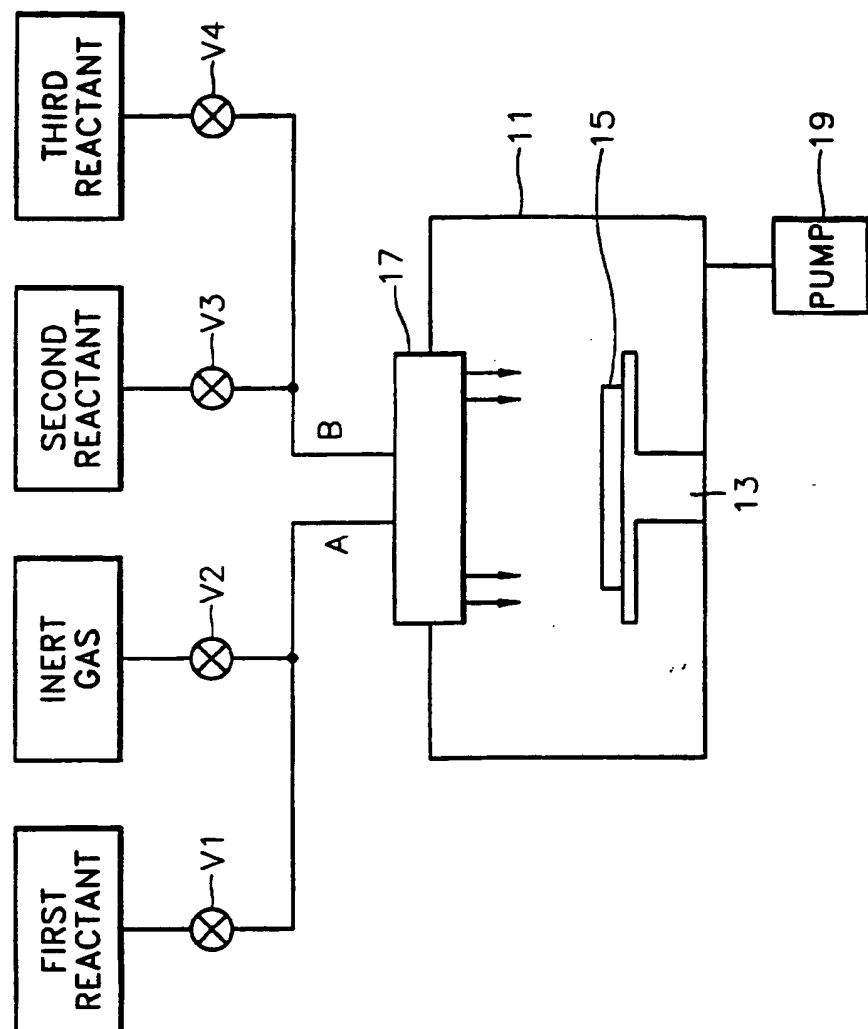 FIRST
REACTANT
INERT
GAS
SECOND
REACTANT
THIRD
REACTANT
V1
V2
V3
V4
A
B
17
11
15
13
PUMP
19